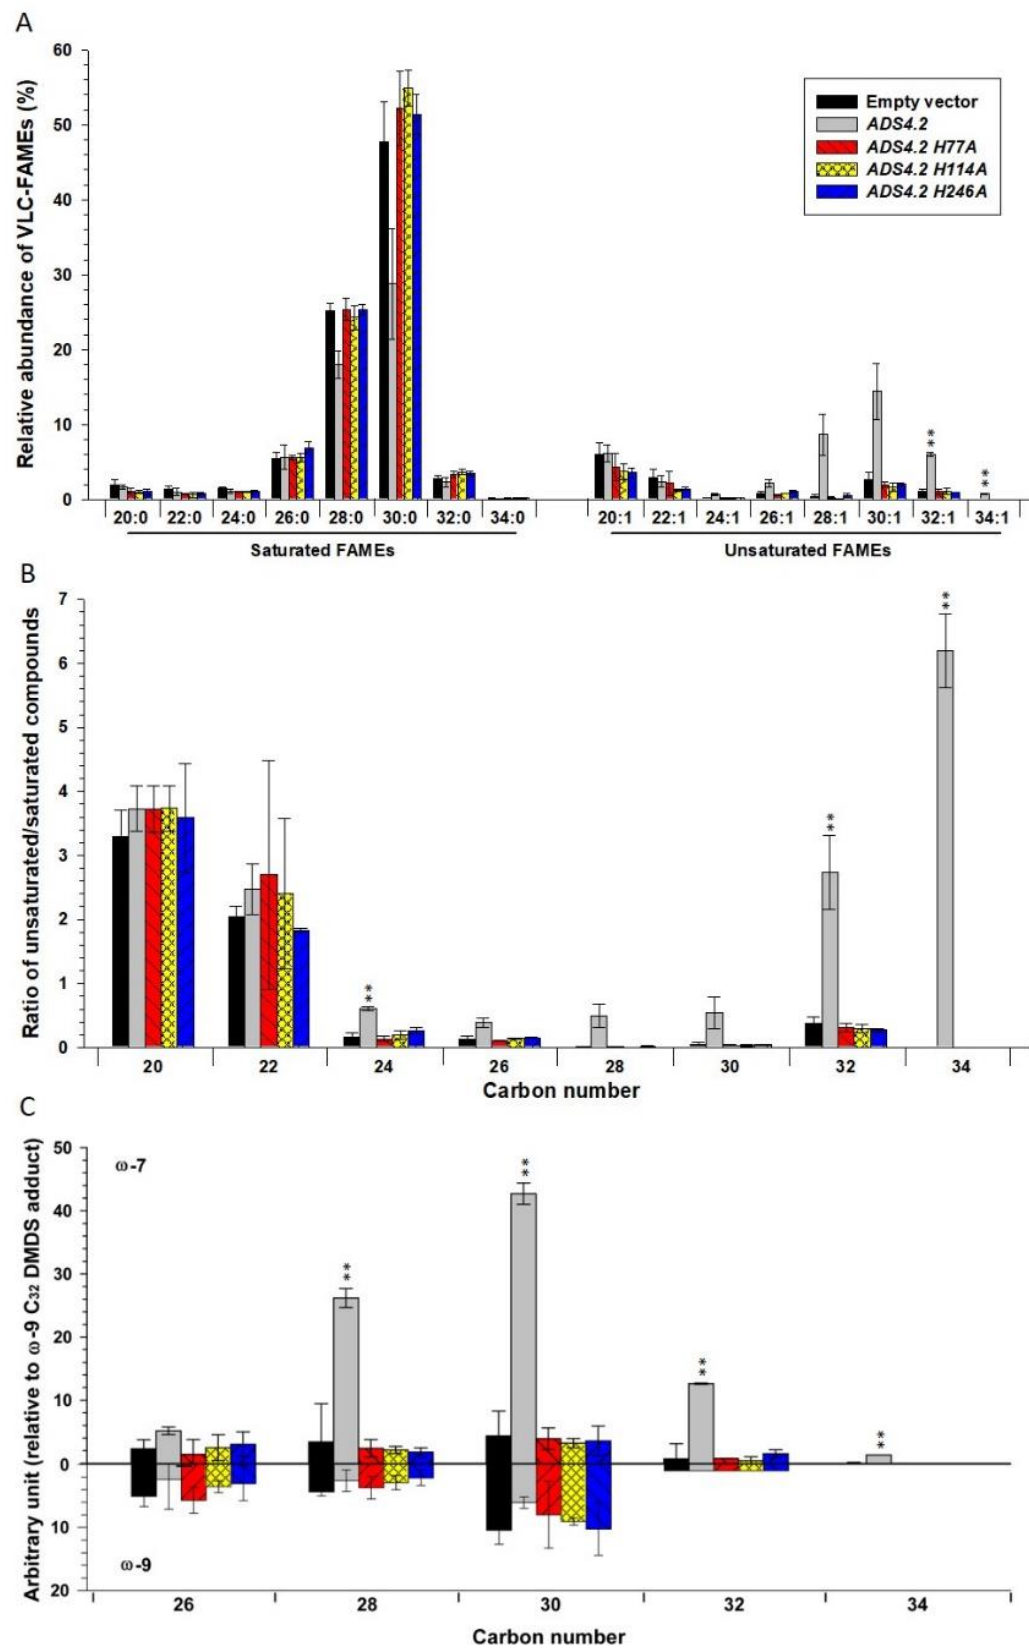 A
Relative abundance of VLC-FAMEs (%)
60
50
40
30
20
10
0
Empty vector
ADS4.2
ADS4.2 H77A
ADS4.2 H114A
ADS4.2 H246A
**
**
20:0 22:0 24:0 26:0 28:0 30:0 32:0 34:0 20:1 22:1 24:1 26:1 28:1 30:1 32:1 34:1
Saturated FAMEs Unsaturated FAMEs
B
Ratio of unsaturated/saturated compounds
7
6
5
4
3
2
1
0
**
**
**
20 22 24 26 28 30 32 34
Carbon number
C
Arbitrary unit (relative to ω-9 C₃₂ DMDS adduct)
50
40
30
20
10
0
10
20
ω-7
**
**
**
**
ω-9
26 28 30 32 34
Carbon number